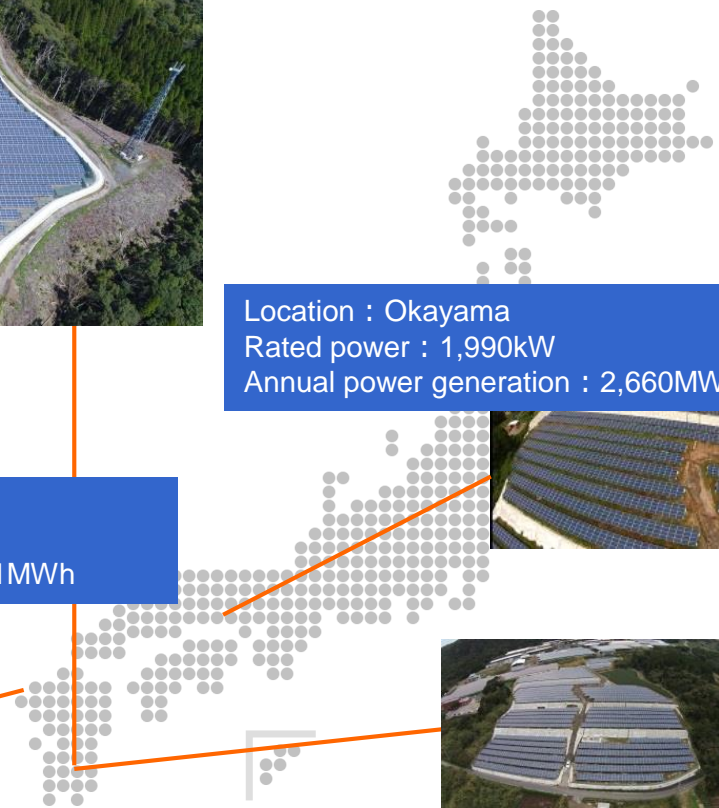 Location：Okayama
Rated power：1,990kW
Annual power generation：2,660MW
MWh